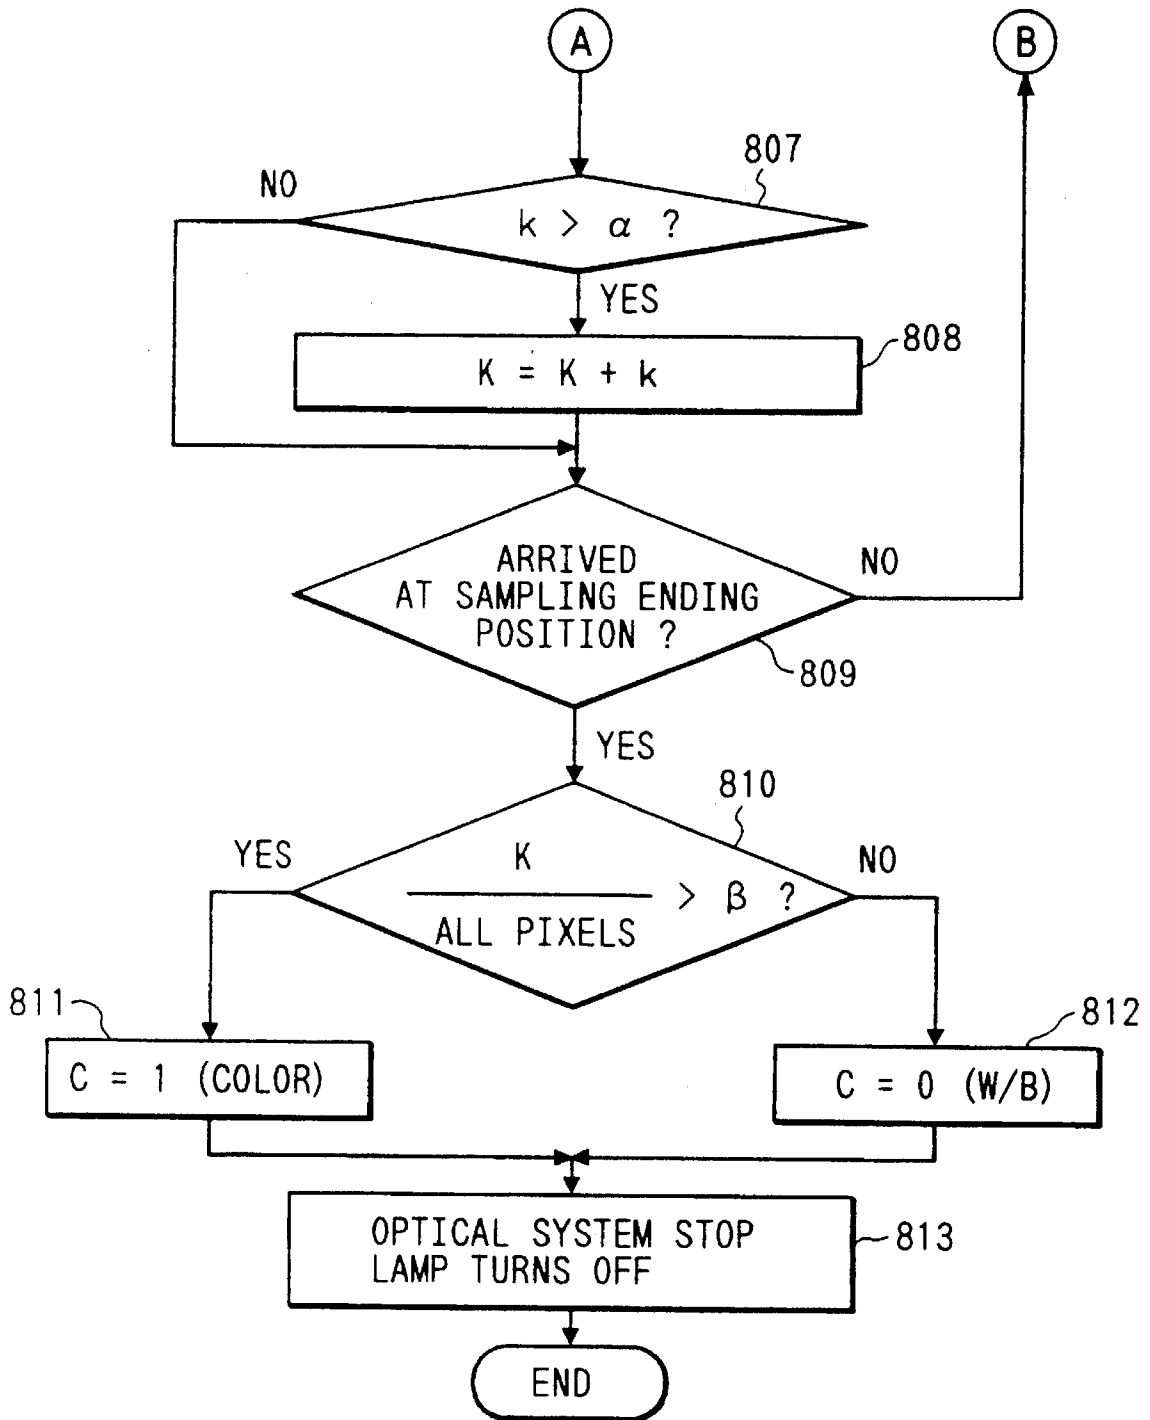 A
B
807
NO
k > α ?
YES
808
K = K + k
ARRIVED
AT SAMPLING ENDING
POSITION ?
NO
809
YES
810
YES
K
NO
> β ?
ALL PIXELS
811
812
C = 1 (COLOR)
C = 0 (W/B)
OPTICAL SYSTEM STOP
LAMP TURNS OFF
813
END